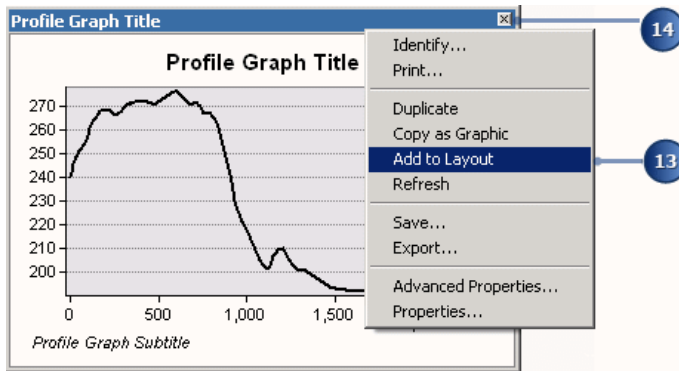 Profile Graph Title
14
Profile Graph Title
Identify...
Print...
Duplicate
Copy as Graphic
Add to Layout
13
Refresh
Save...
Export...
Advanced Properties...
Properties...
270
260
250
240
230
220
210
200
0 500 1,000 1,500
Profile Graph Subtitle